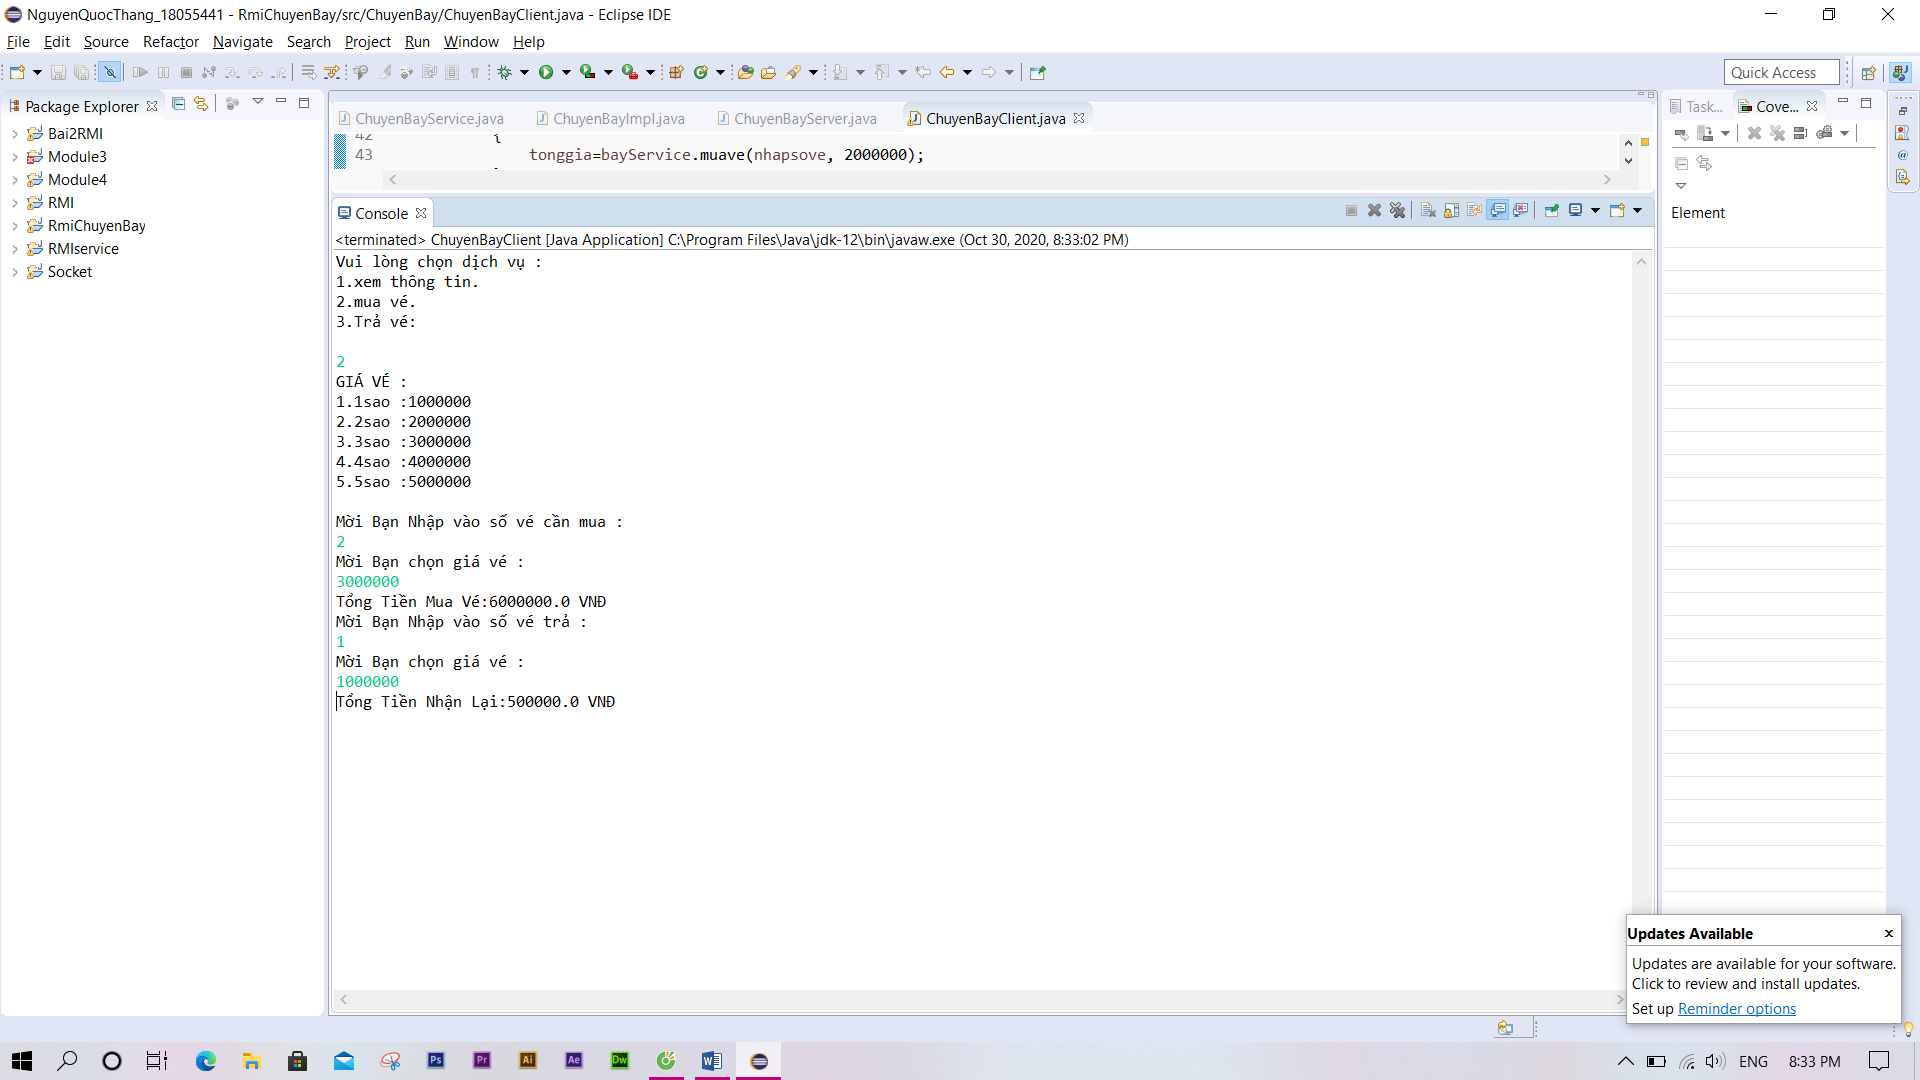 NguyenQuocThang_18055441 - RmiChuyenBay/src/ChuyenBay/ChuyenBayClient.java - Eclipse IDE
File Edit Source Refactor Navigate Search Project Run Window Help
Quick Access
Package Explorer
Bai2RMI
Module3
Module4
RMI
RmiChuyenBay
RMIservice
Socket
ChuyenBayService.java ChuyenBayImpl.java ChuyenBayServer.java ChuyenBayClient.java
42 {
43 tonggia=bayService.muave(nhapsove, 2000000);
Console
<terminated> ChuyenBayClient [Java Application] C:\Program Files\Java\jdk-12\bin\javaw.exe (Oct 30, 2020, 8:33:02 PM)
Vui lòng chọn dịch vụ :
1.xem thông tin.
2.mua vé.
3.Trả vé:
2
GIÁ VÉ :
1.1sao :1000000
2.2sao :2000000
3.3sao :3000000
4.4sao :4000000
5.5sao :5000000
Mời Bạn Nhập vào số vé cần mua :
2
Mời Bạn chọn giá vé :
3000000
Tổng Tiền Mua Vé:6000000.0 VNĐ
Mời Bạn Nhập vào số vé trả :
1
Mời Bạn chọn giá vé :
1000000
Tổng Tiền Nhận Lại:500000.0 VNĐ
Task... Cove...
Element
Updates Available
Updates are available for your software.
Click to review and install updates.
Set up Reminder options
Ps Pr Ai Ae Dw
ENG 8:33 PM